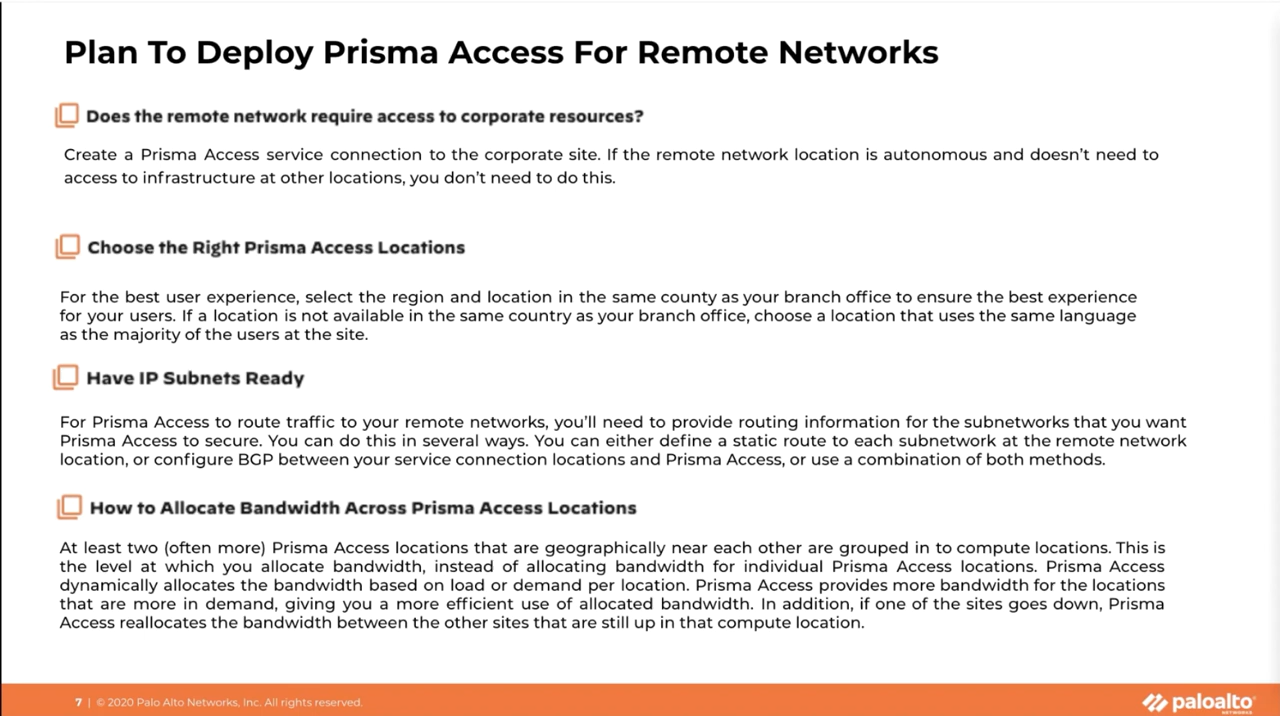 Plan To Deploy Prisma Access For Remote Networks
Does the remote network require access to corporate resources?
Create a Prisma Access service connection to the corporate site. If the remote network location is autonomous and doesn't need to
access to infrastructure at other locations, you don't need to do this.
Choose the Right Prisma Access Locations
For the best user experience, select the region and location in the same county as your branch office to ensure the best experience
for your users. If a location is not available in the same country as your branch office, choose a location that uses the same language
as the majority of the users at the site.
Have IP Subnets Ready
For Prisma Access to route traffic to your remote networks, you'll need to provide routing information for the subnetworks that you want
Prisma Access to secure. You can do this in several ways. You can either define a static route to each subnetwork at the remote network
location, or configure BGP between your service connection locations and Prisma Access, or use a combination of both methods.
How to Allocate Bandwidth Across Prisma Access Locations
At least two (often more) Prisma Access locations that are geographically near each other are grouped in to compute locations. This is
the level at which you allocate bandwidth, instead of allocating bandwidth for individual Prisma Access locations. Prisma Access
dynamically allocates the bandwidth based on load or demand per location. Prisma Access provides more bandwidth for the locations
that are more in demand, giving you a more efficient use of allocated bandwidth. In addition, if one of the sites goes down, Prisma
Access reallocates the bandwidth between the other sites that are still up in that compute location.
7 | © 2020 Palo Alto Networks, Inc. All rights reserved.
paloalto
NETWORKS